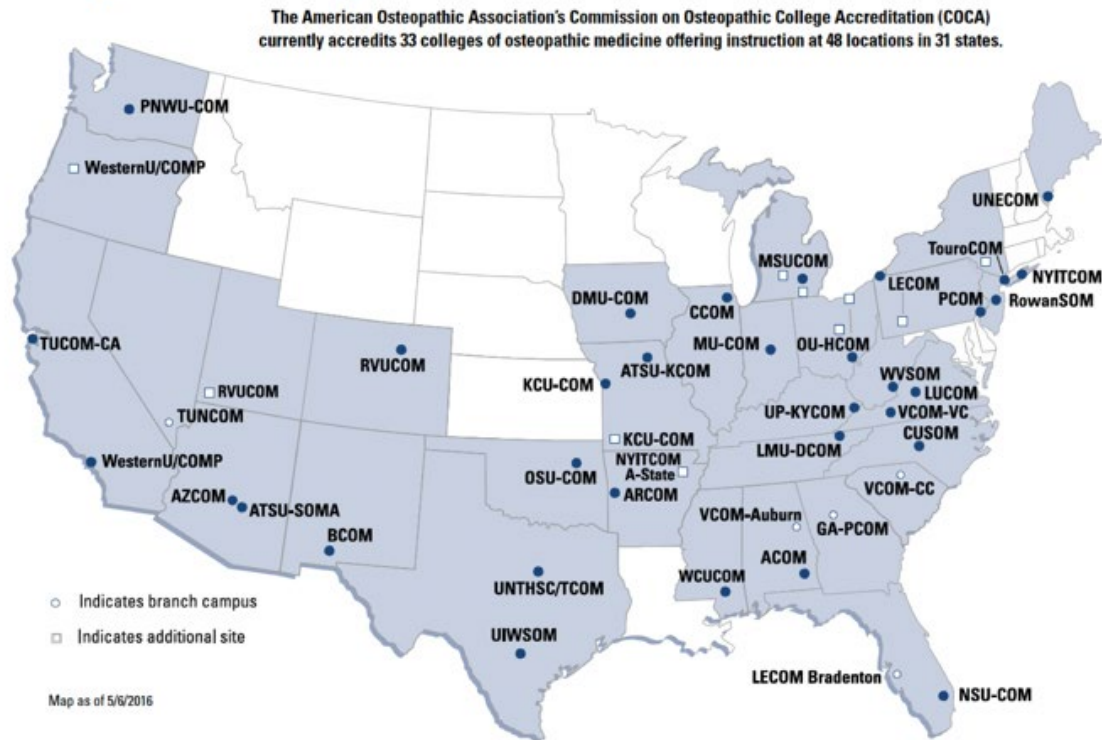 The American Osteopathic Association's Commission on Osteopathic College Accreditation (COCA)
currently accredits 33 colleges of osteopathic medicine offering instruction at 48 locations in 31 states.
PNWU-COM
WesternU/COMP
UNECOM
TouroCOM
MSUCOM
LECOM
NYITCOM
DMU-COM
CCOM
PCOM
RowanSOM
TUCOM-CA
RVUCOM
MU-COM
OU-HCOM
ATSU-KCOM
WVSOM
KCU-COM
LUCOM
RVUCOM
UP-KYCOM
VCOM-VC
TUNCOM
KCU-COM
CUSOM
WesternU/COMP
NYITCOM
A-State
LMU-DCOM
OSU-COM
VCOM-CC
AZCOM
ATSU-SOMA
ARCOM
VCOM-Auburn
GA-PCOM
BCOM
ACOM
UNTHSC/TCOM
WCUCOM
Indicates branch campus
Indicates additional site
UIWSOM
LECOM Bradenton
NSU-COM
Map as of 5/6/2016